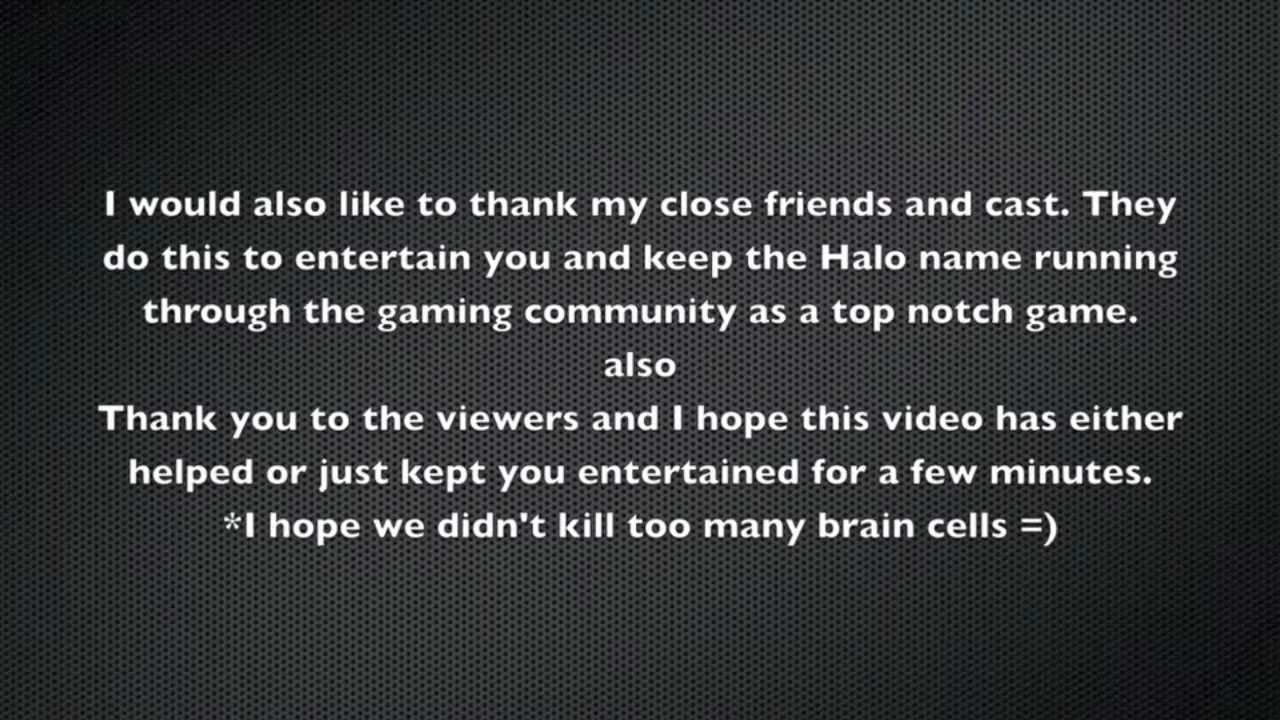 I would also like to thank my close friends and cast. They
do this to entertain you and keep the Halo name running
through the gaming community as a top notch game.
also
Thank you to the viewers and I hope this video has either
helped or just kept you entertained for a few minutes.
*I hope we didn't kill too many brain cells =)